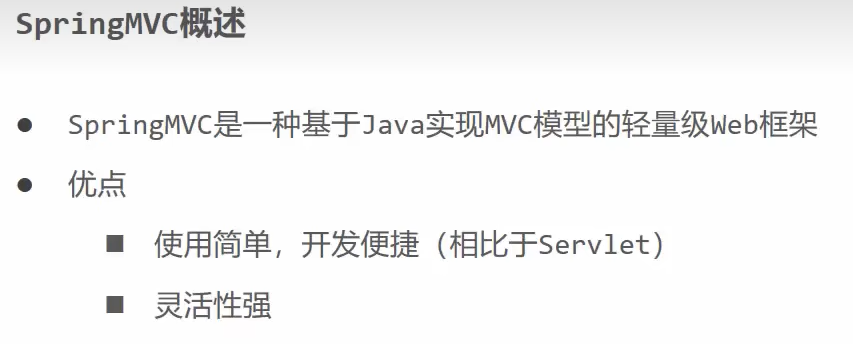 SpringMVC概述
● SpringMVC是一种基于Java实现MVC模型的轻量级Web框架
● 优点
■ 使用简单，开发便捷（相比于Servlet）
■ 灵活性强